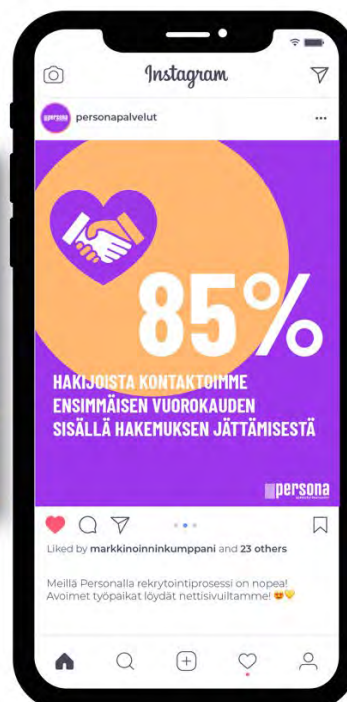 Instagram
persona
personapalvelut
85%
HAKIJOISTA KONTAKTOIMME
ENSIMMÄISEN VUOROKAUDEN
SISÄLLÄ HAKEMUKSEN JÄTTÄMISESTÄ
persona
Liked by markkinoinninkumppani and 23 others
Meillä Personalla rekrytointiprosessi on nopea!
Avoimet työpaikat löydät nettisivuiltamme! 😍💛